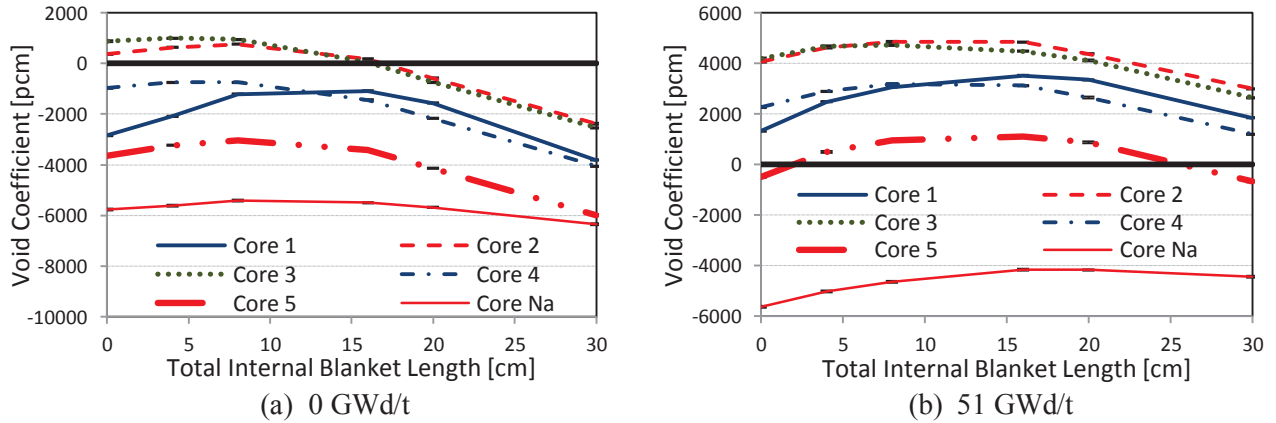 2000
0
-2000
-4000
-6000
-8000
-10000
Void Coefficient [pcm]
Core 1
Core 2
Core 3
Core 4
Core 5
Core Na
0 5 10 15 20 25 30
Total Internal Blanket Length [cm]
(a) 0 GWd/t
6000
4000
2000
0
-2000
-4000
-6000
Void Coefficient [pcm]
Core 1
Core 2
Core 3
Core 4
Core 5
Core Na
0 5 10 15 20 25 30
Total Internal Blanket Length [cm]
(b) 51 GWd/t